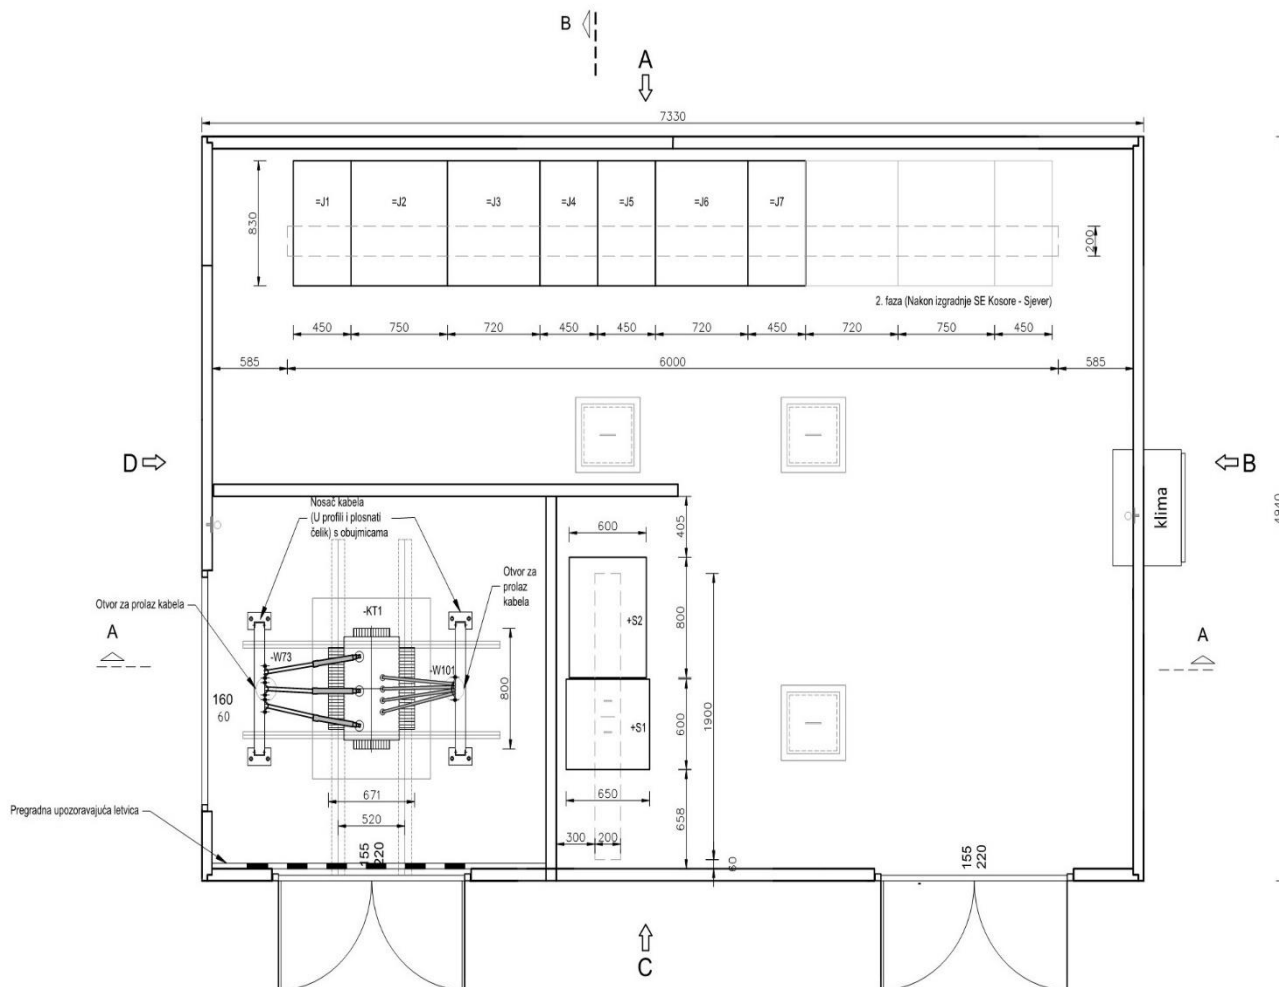 B
A
7330
=J1
=J2
=J3
=J4
=J5
=J6
=J7
830
200
2. faza (Nakon izgradnje SE Kosore - Sjever)
450
750
720
450
450
720
450
720
750
450
585
6000
585
D
B
klima
4940
Nosač kabela
(U profili i plosnati
čelik) s obujmicama
600
405
Otvor za
prolaz
kabela
Otvor za prolaz kabela
-KT1
A
-W73
-W101
800
+S2
800
A
160
60
1900
600
+S1
671
650
Pregradna upozoravajuća letvica
520
658
300
200
155
220
60
155
220
C